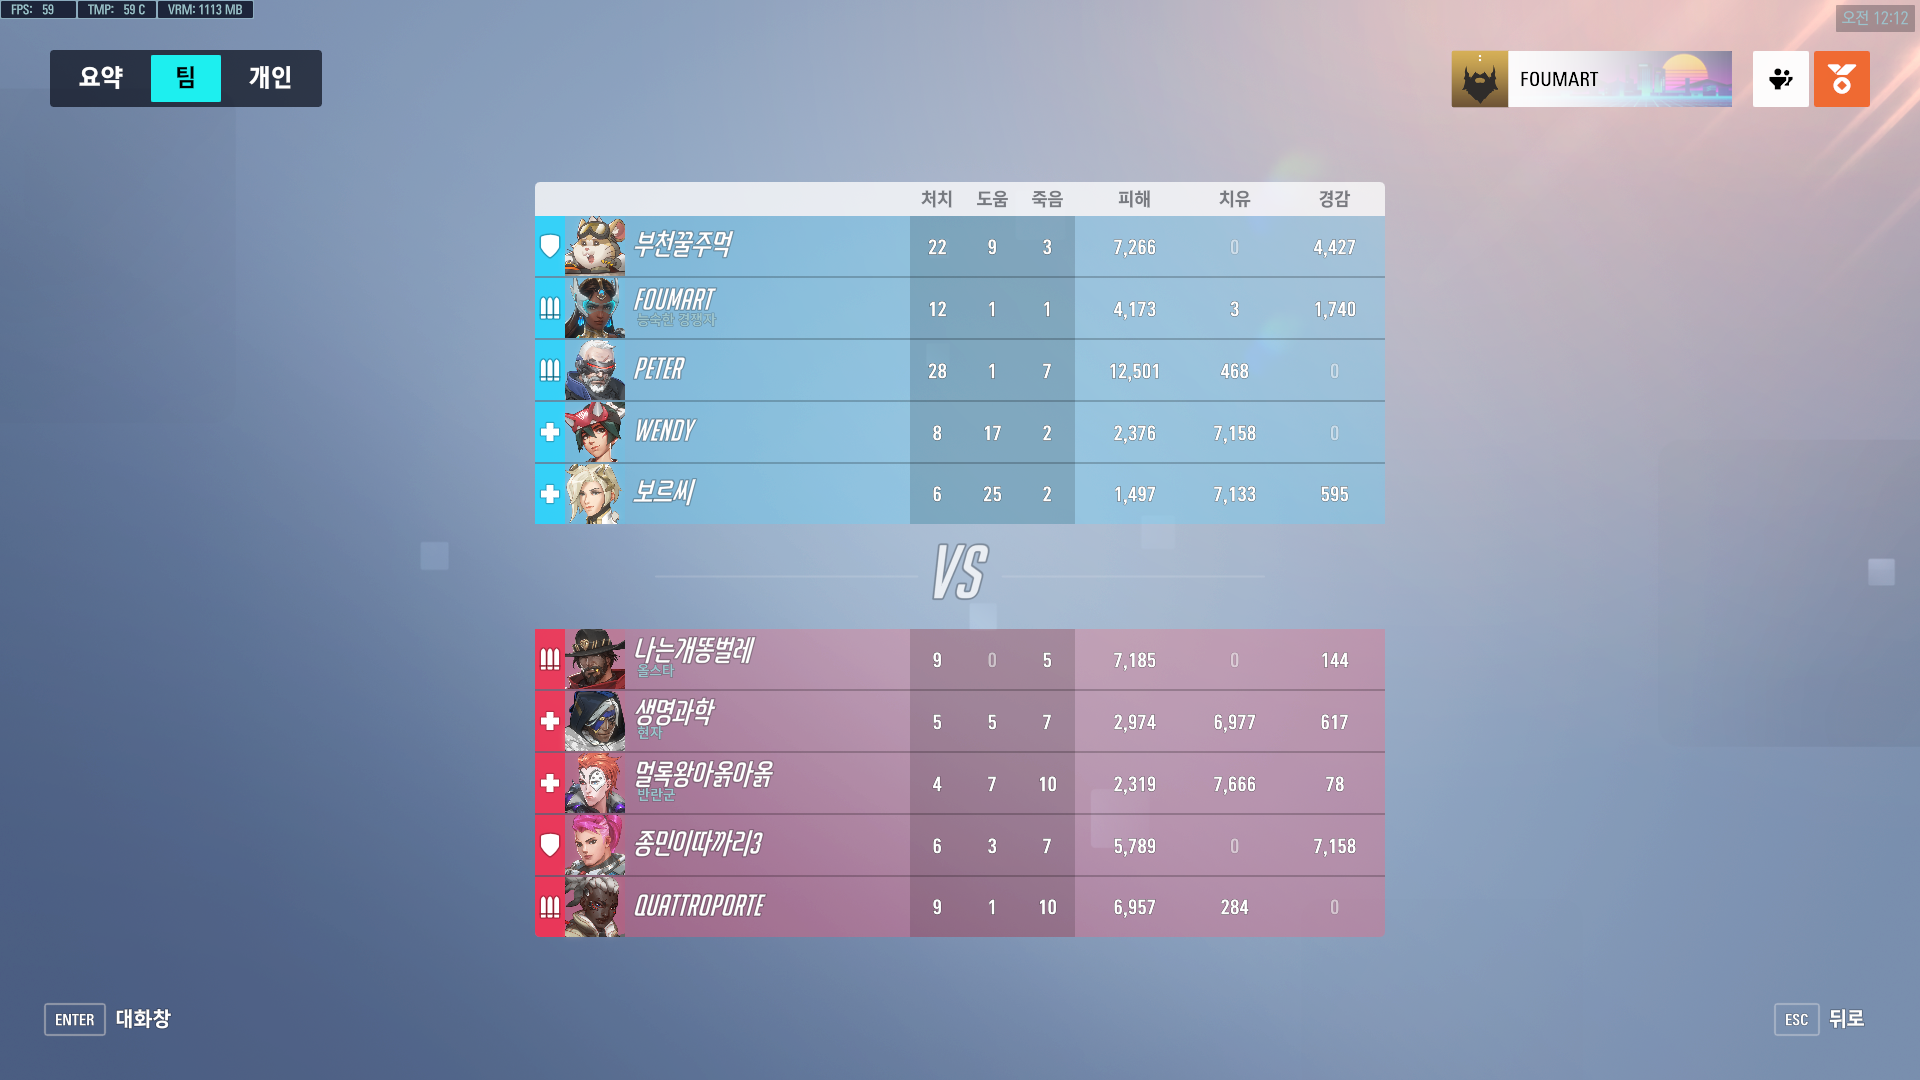 FPS: 59 TMP: 59 C VRM: 1113 MB
오전 12:12
요약 팀 개인
FOUMART
처치 도움 죽음 피해 치유 경감
부천꿀주먹 22 9 3 7,266 0 4,427
FOUMART 12 1 1 4,173 3 1,740
능숙한 경쟁자
PETER 28 1 7 12,501 468 0
WENDY 8 17 2 2,376 7,158 0
보르씨 6 25 2 1,497 7,133 595
VS
나는개똥벌레 9 0 5 7,185 0 144
올스타
생명과학 5 5 7 2,974 6,977 617
현자
멀록왕아옭아옭 4 7 10 2,319 7,666 78
반란군
종민이따까리3 6 3 7 5,789 0 7,158
QUATTROPORTE 9 1 10 6,957 284 0
ENTER 대화창
ESC 뒤로